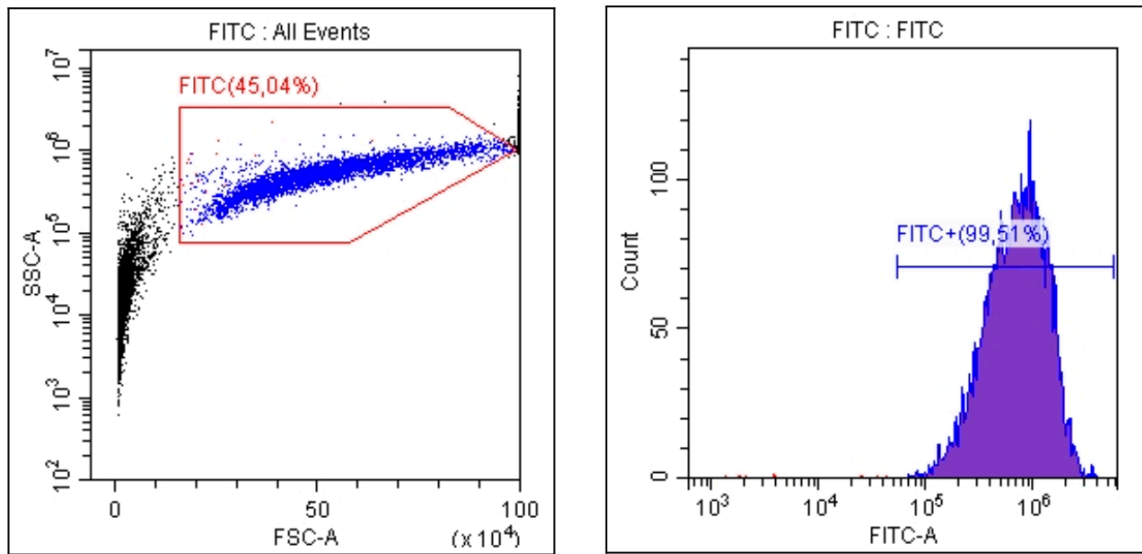 FITC : All Events
FITC(45,04%)
10^7
10^6
10^5
10^4
10^3
10^2
SSC-A
0
50
100
FSC-A
(x 10^4)
FITC : FITC
FITC+(99,51%)
100
50
0
Count
10^3
10^4
10^5
10^6
FITC-A